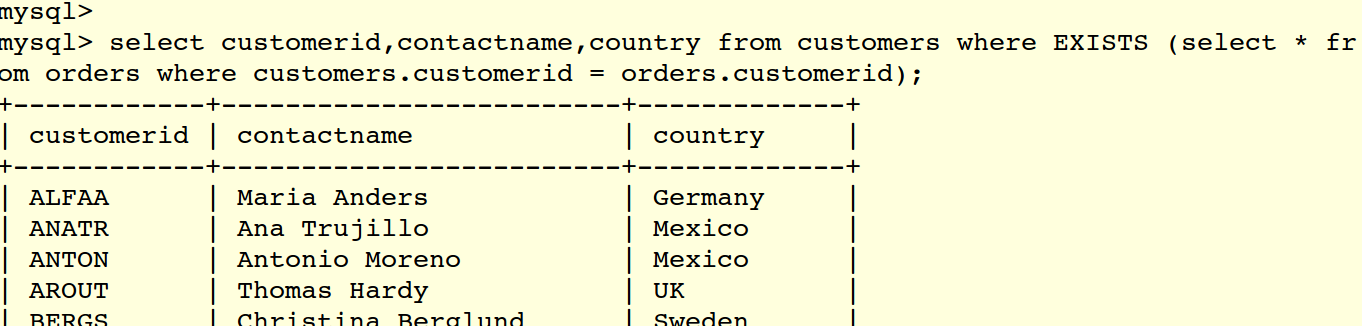 mysql>
mysql> select customerid,contactname,country from customers where EXISTS (select * fr
om orders where customers.customerid = orders.customerid);
+------------+-------------------------+-------------+
| customerid | contactname             | country     |
+------------+-------------------------+-------------+
| ALFAA      | Maria Anders            | Germany     |
| ANATR      | Ana Trujillo            | Mexico      |
| ANTON      | Antonio Moreno          | Mexico      |
| AROUT      | Thomas Hardy            | UK          |
| BERGS      | Christina Berglund      | Sweden      |